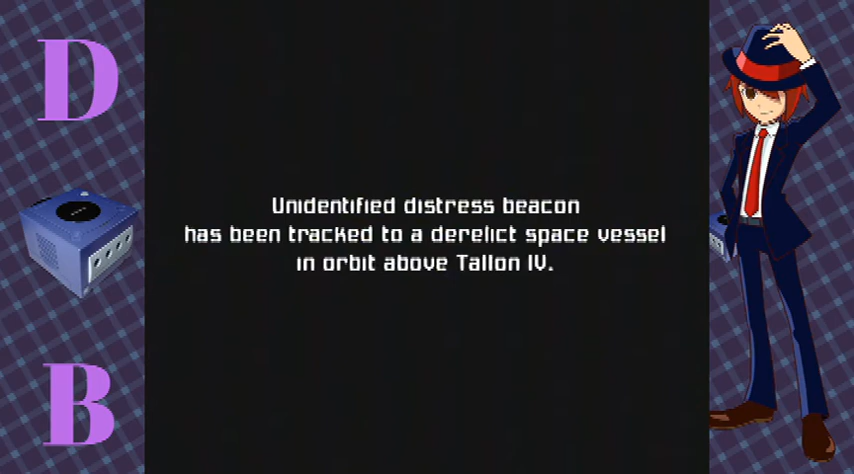 D
B
Unidentified distress beacon
has been tracked to a derelict space vessel
in orbit above Tallon IV.